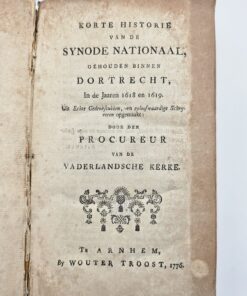 KORTE HISTORIE
VAN DE
SYNODE NATIONAAL,
GEHOUDEN BINNEN
DORTRECHT,
In de Jaaren 1618 en 1619.
Uit Echte Gedenkstukken, en geloofwaardige Schry-
veren opgemaakt:
DOOR DEN
PROCUREUR
VAN DE
VADERLANDSCHE KERKE.
Te ARNHEM,
By WOUTER TROOST, 1776.